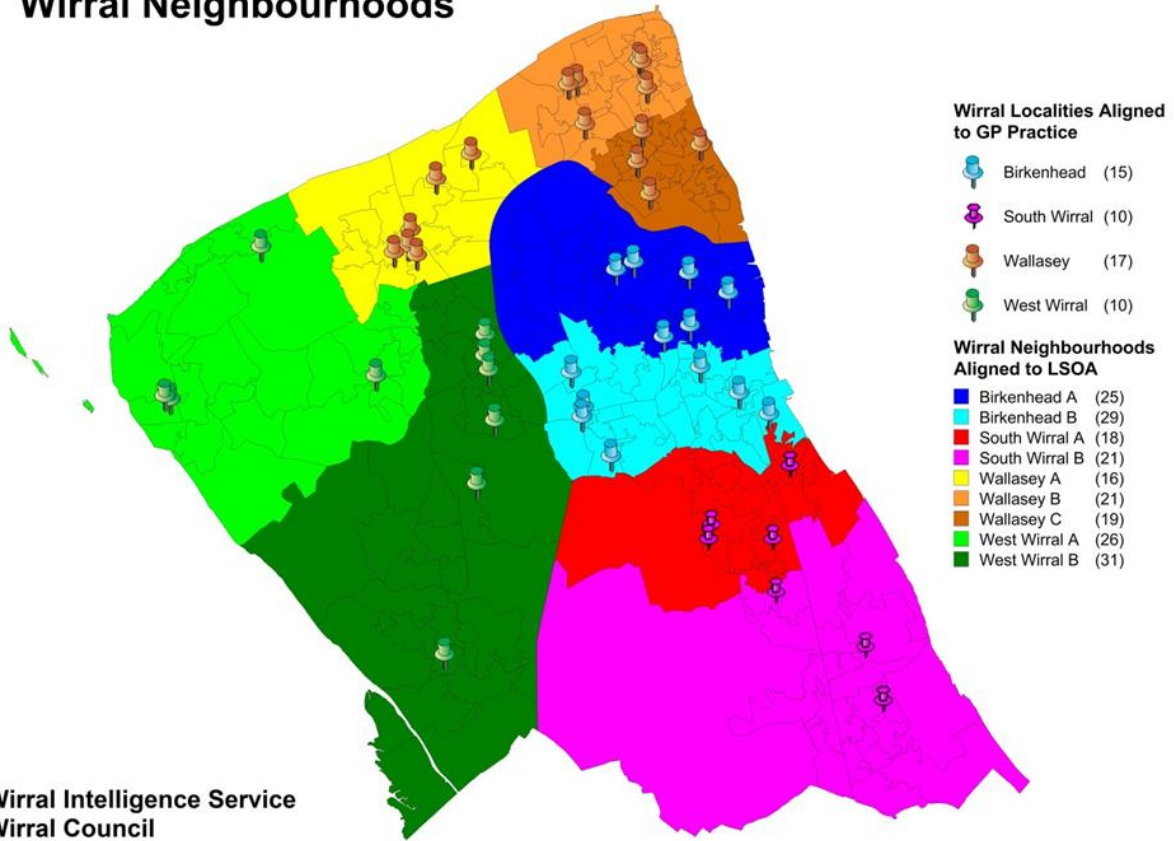 Wirral Neighbourhoods
Wirral Localities Aligned
to GP Practice
Birkenhead (15)
South Wirral (10)
Wallasey (17)
West Wirral (10)
Wirral Neighbourhoods
Aligned to LSOA
Birkenhead A (25)
Birkenhead B (29)
South Wirral A (18)
South Wirral B (21)
Wallasey A (16)
Wallasey B (21)
Wallasey C (19)
West Wirral A (26)
West Wirral B (31)
Wirral Intelligence Service
Wirral Council